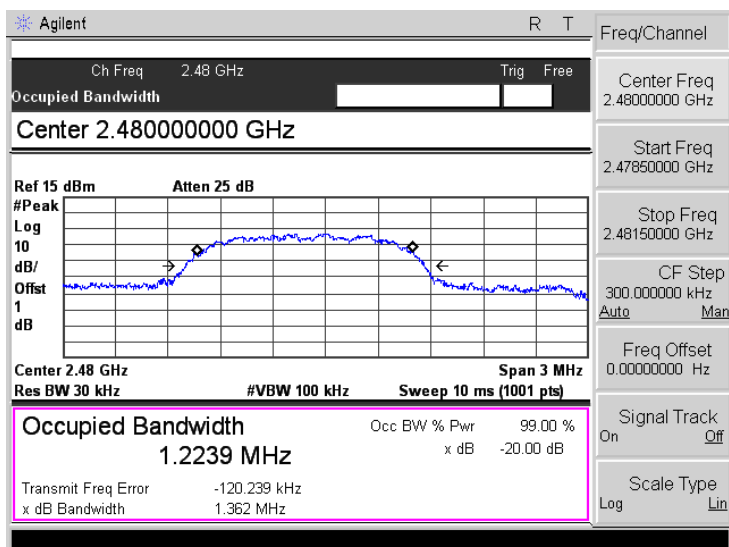 Agilent R T
Ch Freq 2.48 GHz Trig Free
Occupied Bandwidth
Center 2.480000000 GHz
Ref 15 dBm Atten 25 dB
#Peak
Log
10
dB/
Offst
1
dB
Center 2.48 GHz Span 3 MHz
Res BW 30 kHz #VBW 100 kHz Sweep 10 ms (1001 pts)
Occupied Bandwidth Occ BW % Pwr 99.00 %
1.2239 MHz x dB -20.00 dB
Transmit Freq Error -120.239 kHz
x dB Bandwidth 1.362 MHz
Freq/Channel
Center Freq
2.48000000 GHz
Start Freq
2.47850000 GHz
Stop Freq
2.48150000 GHz
CF Step
300.000000 kHz
Auto Man
Freq Offset
0.00000000 Hz
Signal Track
On Off
Scale Type
Log Lin